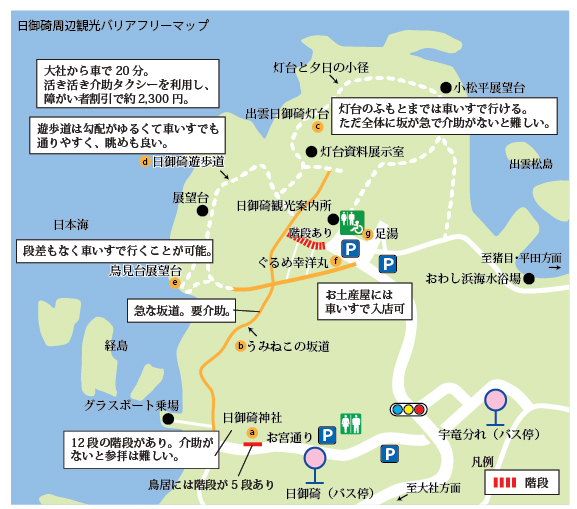 日御碕周辺観光バリアフリーマップ
大社から車で20分。
活き活き介助タクシーを利用し、
障がい者割引で約2,300円。
灯台と夕日の小径
小松平展望台
出雲日御碕灯台
c
灯台のふもとまでは車いすで行ける。
ただ全体に坂が急で介助がないと難しい。
遊歩道は勾配がゆるくて車いすでも
通りやすく、眺めも良い。
d 日御碕遊歩道
灯台資料展示室
出雲松島
展望台
日御碕観光案内所
日本海
階段あり
g 足湯
P
段差もなく車いすで行くことが可能。
ぐるめ幸洋丸
f
P
至猪目・平田方面
鳥見台展望台
e
おわし浜海水浴場
お土産屋には
車いすで入店可
急な坂道。要介助。
b うみねこの坂道
経島
グラスボート乗場
日御碕神社
a
お宮通り
P
宇竜分れ（バス停）
12段の階段があり。介助が
ないと参拝は難しい。
P
凡例
鳥居には階段が5段あり
日御碕（バス停）
至大社方面
階段